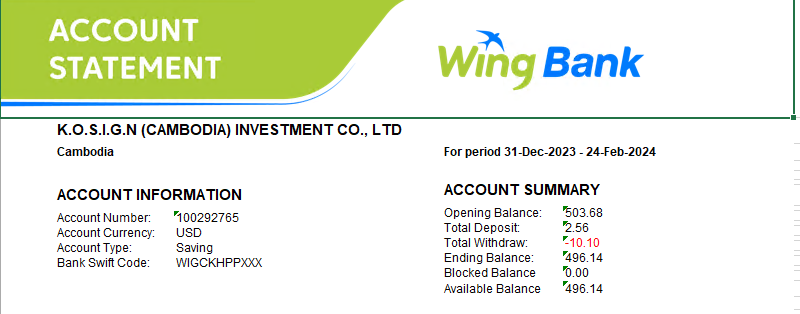 ACCOUNT
STATEMENT
Wing Bank
K.O.S.I.G.N (CAMBODIA) INVESTMENT CO., LTD
Cambodia
For period 31-Dec-2023 - 24-Feb-2024
ACCOUNT INFORMATION
Account Number: 100292765
Account Currency: USD
Account Type: Saving
Bank Swift Code: WIGCKHPPXXX
ACCOUNT SUMMARY
Opening Balance: 503.68
Total Deposit: 2.56
Total Withdraw: -10.10
Ending Balance: 496.14
Blocked Balance 0.00
Available Balance 496.14